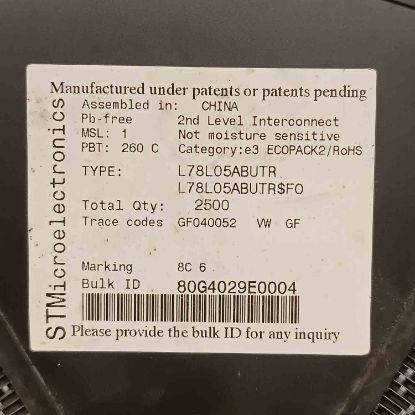 Manufactured under patents or patents pending
STMicroelectronics
Assembled in: CHINA
Pb-free 2nd Level Interconnect
MSL: 1 Not moisture sensitive
PBT: 260 C Category:e3 ECOPACK2/RoHS
TYPE: L78L05ABUTR
L78L05ABUTR$FO
Total Qty: 2500
Trace codes GF040052 VW GF
Marking 8C 6
Bulk ID 80G4029E0004
Please provide the bulk ID for any inquiry